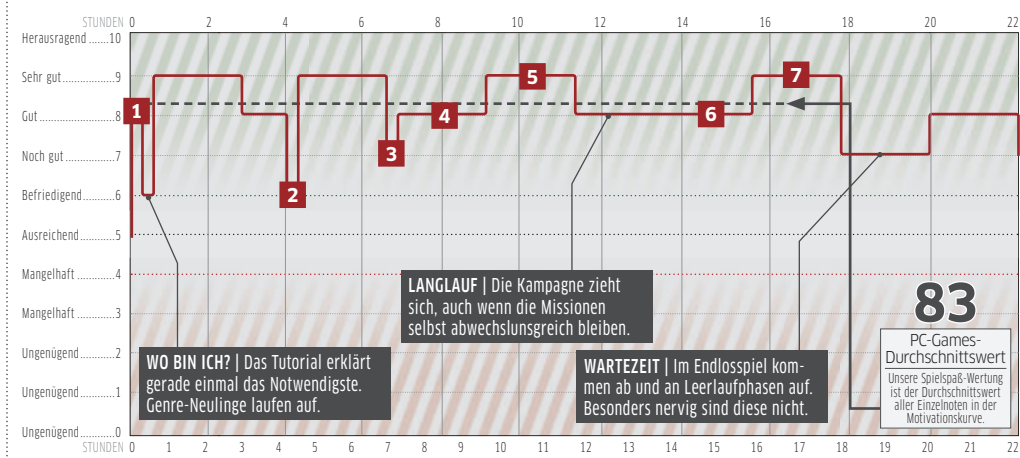 STUNDEN 0 2 4 6 8 10 12 14 16 18 20 22
Herausragend ......10
Sehr gut ..............9
Gut .....................8
Noch gut ..............7
Befriedigend .........6
Ausreichend ..........5
Mangelhaft ...........4
Mangelhaft ...........3
Ungenügend ..........2
Ungenügend ..........1
Ungenügend ..........0
STUNDEN 0 1 2 3 4 5 6 7 8 9 10 11 12 13 14 15 16 17 18 19 20 21 22
1
2
3
4
5
6
7
WO BIN ICH? | Das Tutorial erklärt
gerade einmal das Notwendigste.
Genre-Neulinge laufen auf.
LANGLAUF | Die Kampagne zieht
sich, auch wenn die Missionen
selbst abwechslunsgreich bleiben.
WARTEZEIT | Im Endlosspiel kom-
men ab und an Leerlaufphasen auf.
Besonders nervig sind diese nicht.
83
PC-Games-
Durchschnittswert
Unsere Spielspaß-Wertung
ist der Durchschnittswert
aller Einzelnoten in der
Motivationskurve.